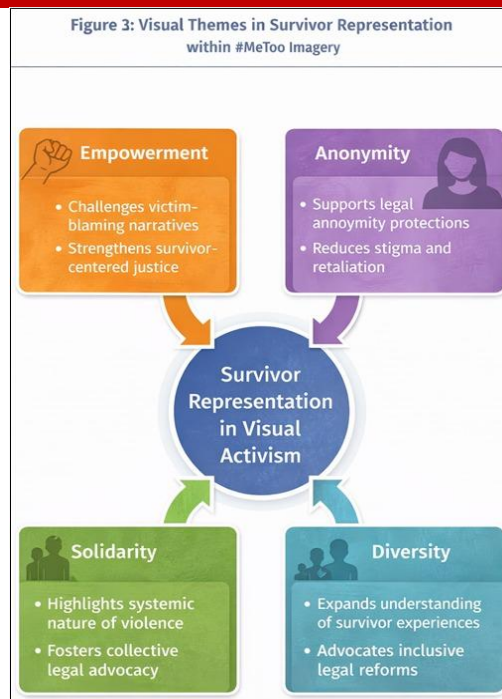 Figure 3: Visual Themes in Survivor Representation
within #MeToo Imagery
Empowerment
• Challenges victim-
blaming narratives
• Strengthens survivor-
centered justice
Anonymity
• Supports legal
annoymity protections
• Reduces stigma and
retaliation
Survivor
Representation
in Visual
Activism
Solidarity
• Highlights systemic
nature of violence
• Fosters collective
legal advocacy
Diversity
• Expands understanding
of survivor experiences
• Advocates inclusive
legal reforms